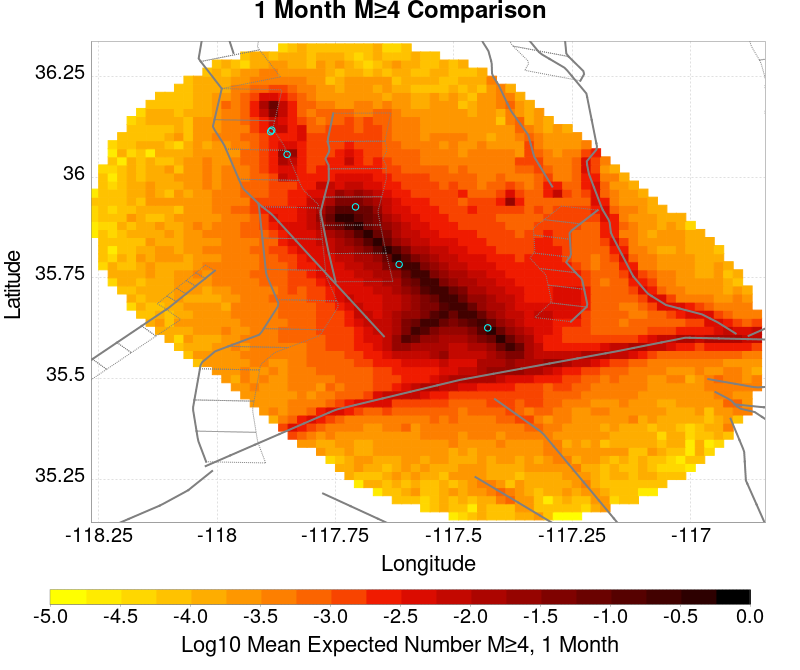 1 Month M≥4 Comparison
36.25
36
35.75
35.5
35.25
Latitude
-118.25 -118 -117.75 -117.5 -117.25 -117
Longitude
-5.0 -4.5 -4.0 -3.5 -3.0 -2.5 -2.0 -1.5 -1.0 -0.5 0.0
Log10 Mean Expected Number M≥4, 1 Month